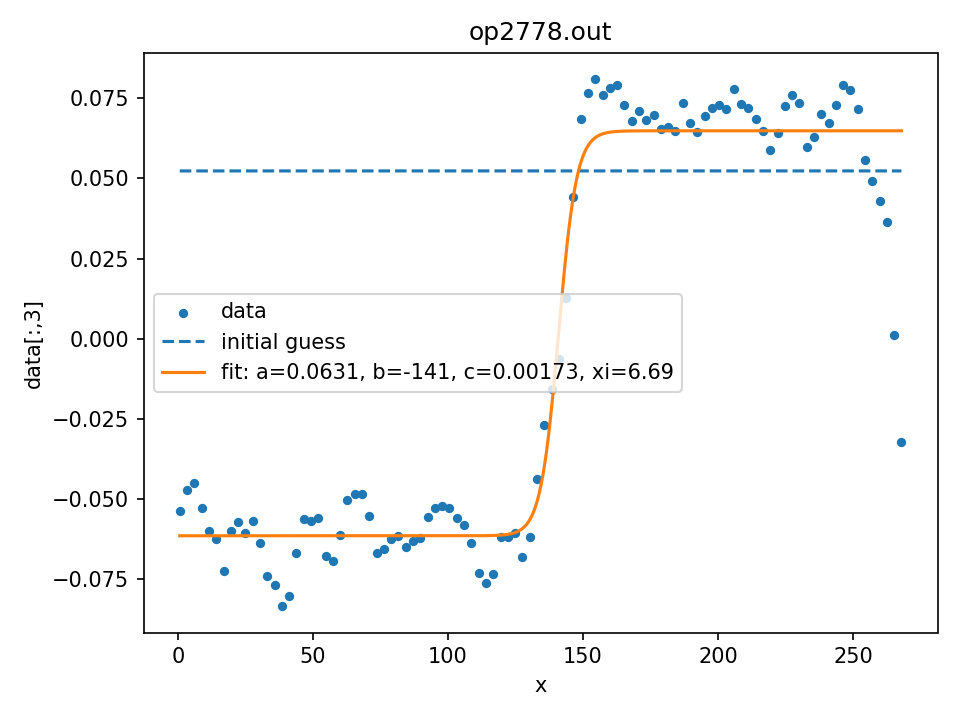 op2778.out
0.075
0.050
0.025
0.000
−0.025
−0.050
−0.075
data[:,3]
data
initial guess
fit: a=0.0631, b=-141, c=0.00173, xi=6.69
0 50 100 150 200 250
x